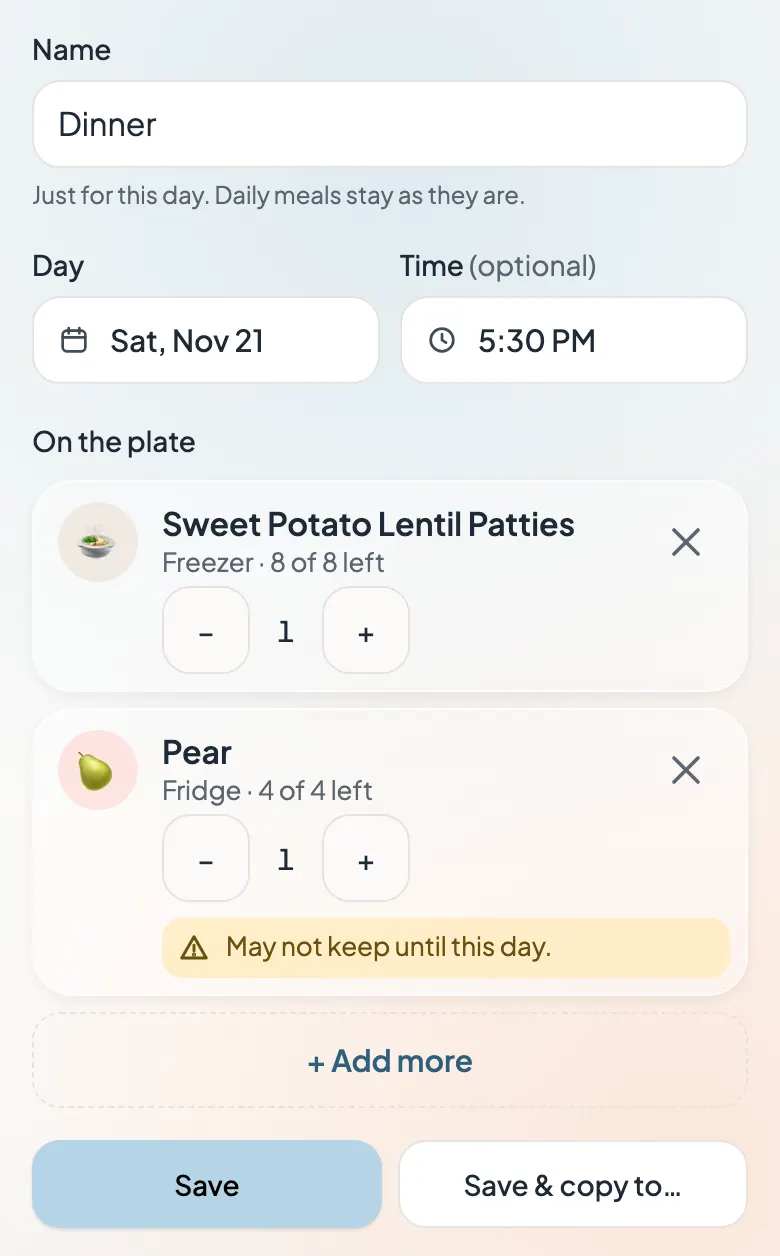 Name
Dinner
Just for this day. Daily meals stay as they are.
Day
Time (optional)
Sat, Nov 21
5:30 PM
On the plate
Sweet Potato Lentil Patties
Freezer · 8 of 8 left
- 1 +
Pear
Fridge · 4 of 4 left
- 1 +
May not keep until this day.
+ Add more
Save
Save & copy to...